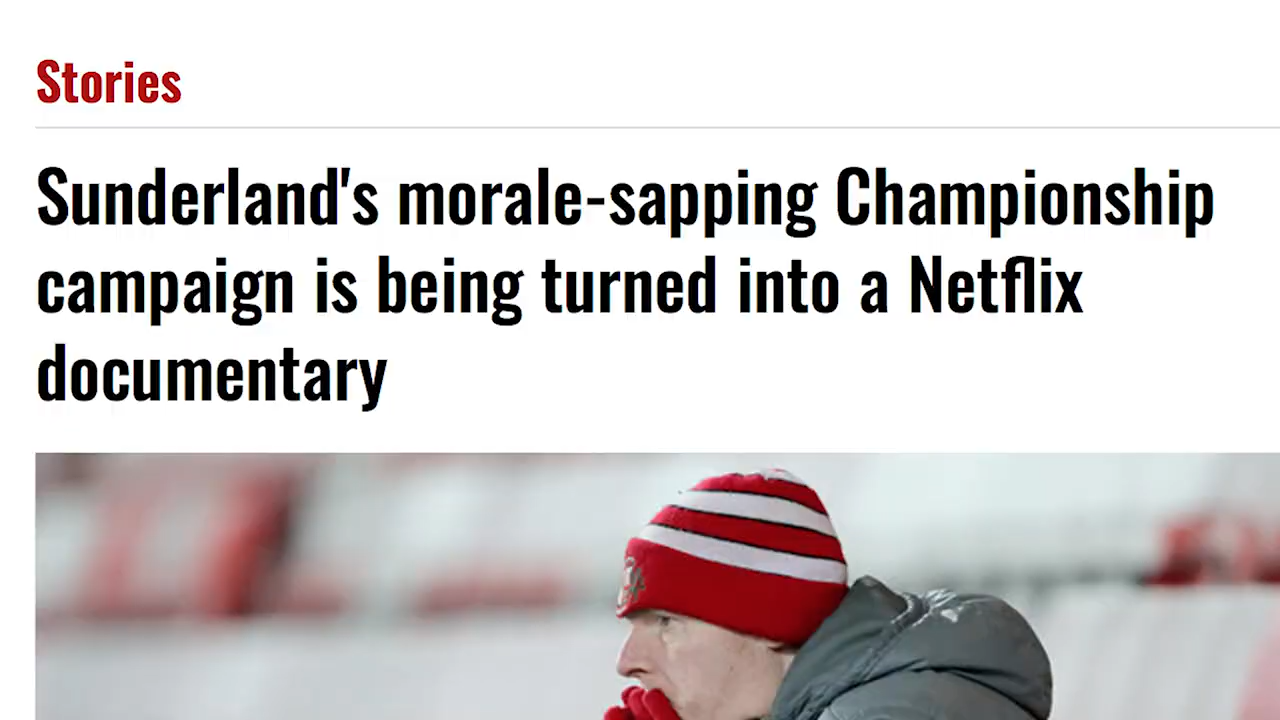 Stories
Sunderland's morale-sapping Championship
campaign is being turned into a Netflix
documentary